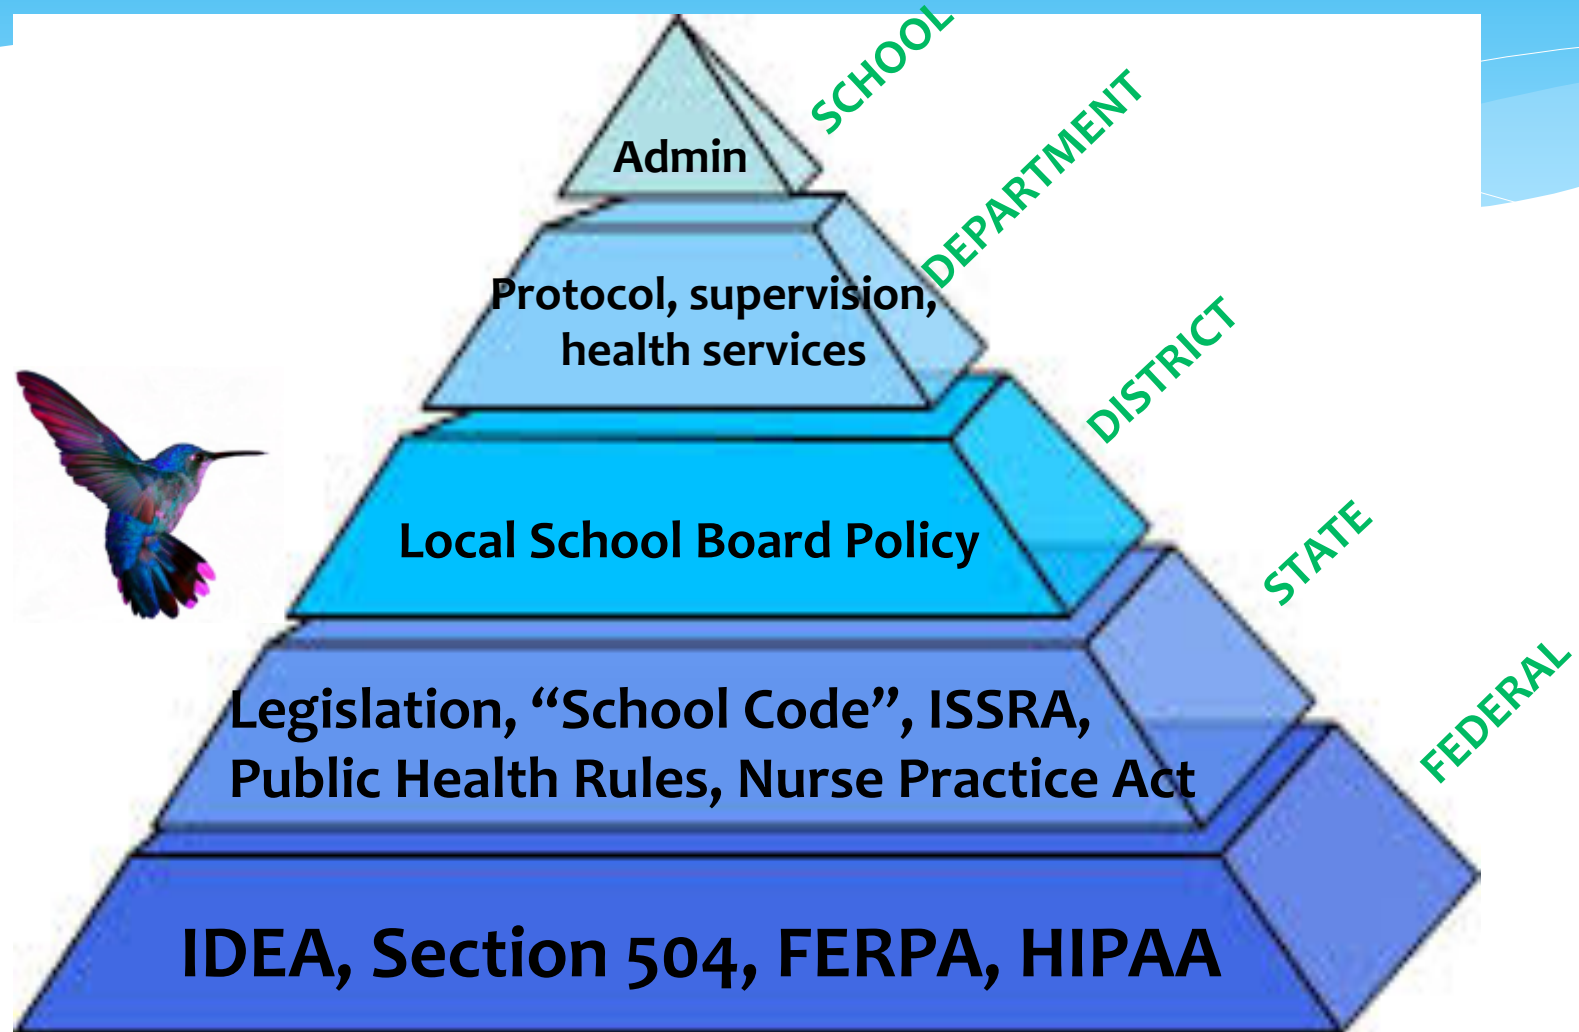 SCHOOL
Admin
DEPARTMENT
Protocol, supervision,
health services
DISTRICT
Local School Board Policy
STATE
Legislation, “School Code”, ISSRA,
Public Health Rules, Nurse Practice Act
FEDERAL
IDEA, Section 504, FERPA, HIPAA